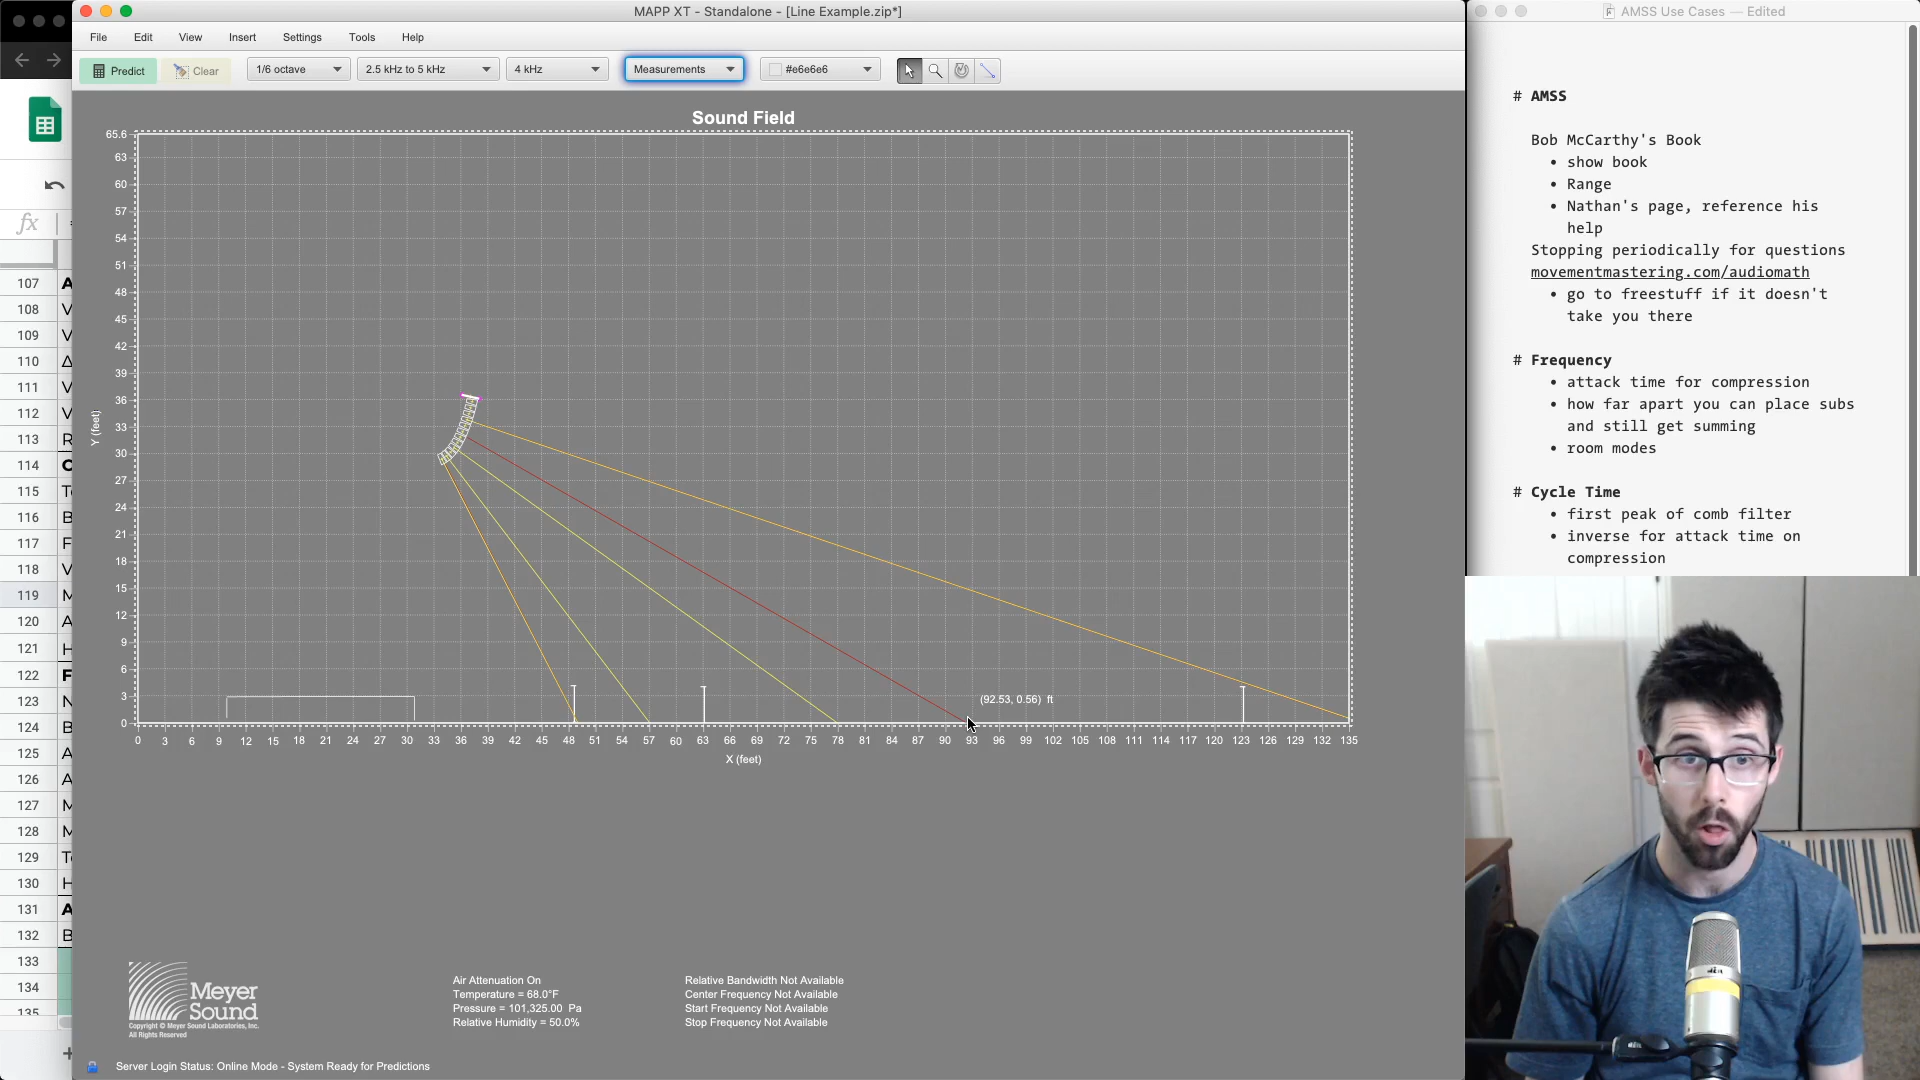 MAPP XT - Standalone - [Line Example.zip*]
File Edit View Insert Settings Tools Help
Predict Clear 1/6 octave 2.5 kHz to 5 kHz 4 kHz Measurements #e6e6e6
Sound Field
65.6
63
60
57
54
51
48
45
42
39
36
33
30
27
24
21
18
15
12
9
6
3
0
Y (feet)
(92.53, 0.56) ft
0 3 6 9 12 15 18 21 24 27 30 33 36 39 42 45 48 51 54 57 60 63 66 69 72 75 78 81 84 87 90 93 96 99 102 105 108 111 114 117 120 123 126 129 132 135
X (feet)
Meyer
Sound
Copyright © Meyer Sound Laboratories, Inc.
All Rights Reserved
Air Attenuation On
Temperature = 68.0°F
Pressure = 101,325.00 Pa
Relative Humidity = 50.0%
Relative Bandwidth Not Available
Center Frequency Not Available
Start Frequency Not Available
Stop Frequency Not Available
Server Login Status: Online Mode - System Ready for Predictions
fx
107 A
108 V
109 V
110 Δ
111 V
112 V
113 R
114
115
116 B
117 F
118 V
119 M
120 A
121 H
122 F
123 N
124 B
125 A
126 A
127 M
128 M
129
130 H
131 A
132 B
133
134
135
AMSS Use Cases — Edited
# AMSS
Bob McCarthy's Book
• show book
• Range
• Nathan's page, reference his
help
Stopping periodically for questions
movementmastering.com/audiomath
• go to freestuff if it doesn't
take you there
# Frequency
• attack time for compression
• how far apart you can place subs
and still get summing
• room modes
# Cycle Time
• first peak of comb filter
• inverse for attack time on
compression